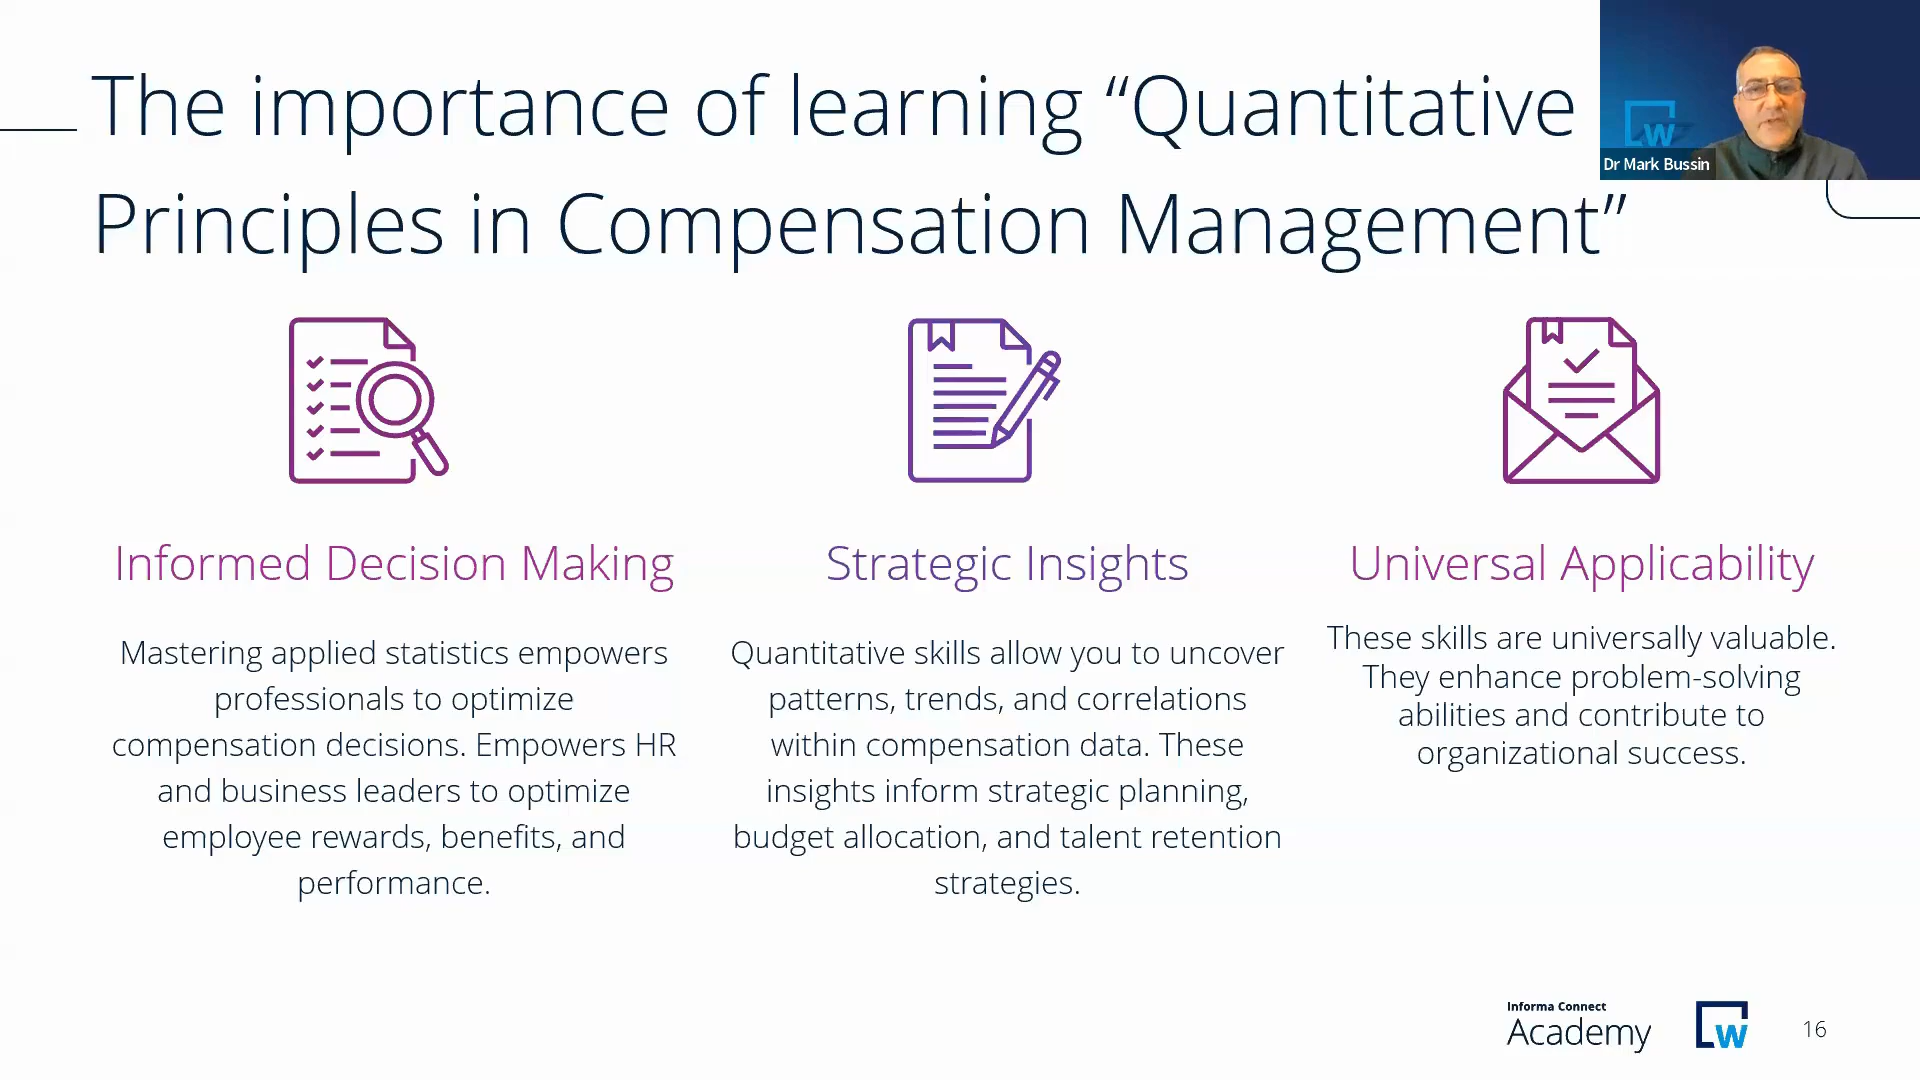 The importance of learning “Quantitative
Principles in Compensation Management”
W
Dr Mark Bussin
Informed Decision Making
Mastering applied statistics empowers
professionals to optimize
compensation decisions. Empowers HR
and business leaders to optimize
employee rewards, benefits, and
performance.
Strategic Insights
Quantitative skills allow you to uncover
patterns, trends, and correlations
within compensation data. These
insights inform strategic planning,
budget allocation, and talent retention
strategies.
Universal Applicability
These skills are universally valuable.
They enhance problem-solving
abilities and contribute to
organizational success.
Informa Connect
Academy
W
16